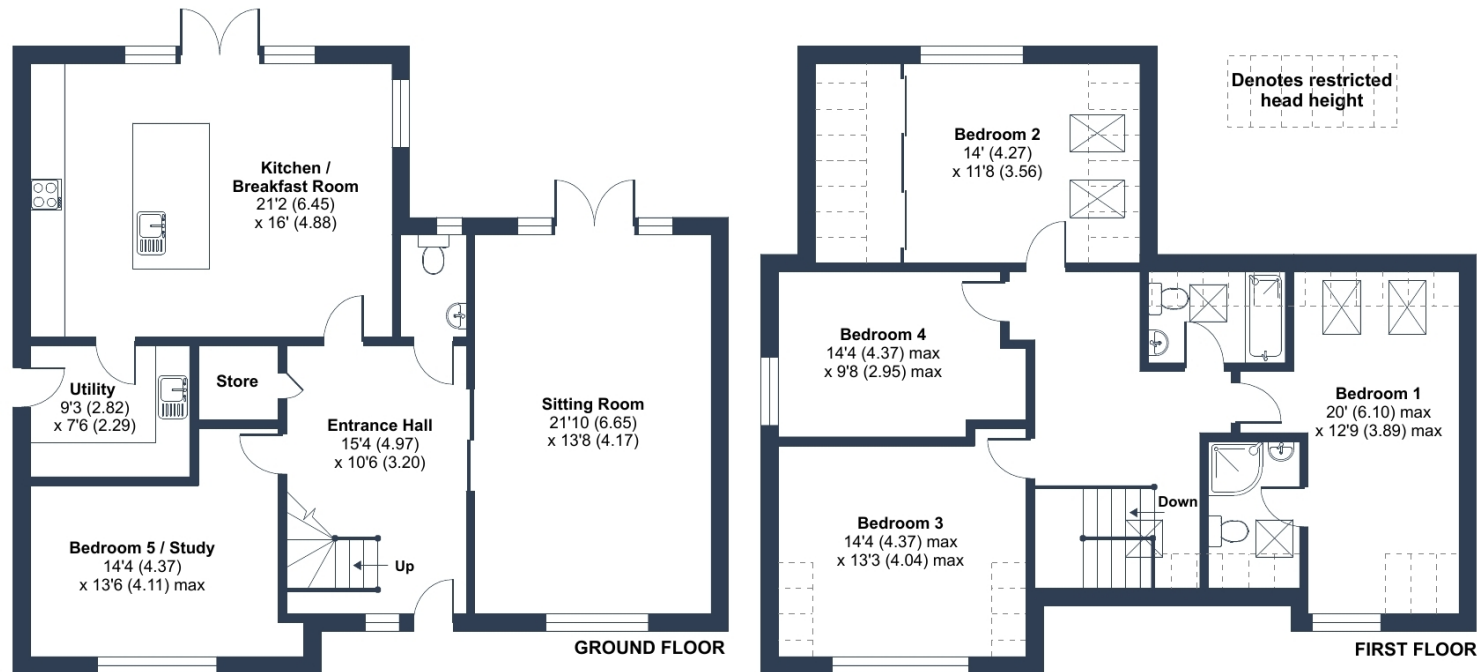 Kitchen /
Breakfast Room
21'2 (6.45)
x 16' (4.88)
Utility
9'3 (2.82)
x 7'6 (2.29)
Store
Entrance Hall
15'4 (4.97)
x 10'6 (3.20)
Sitting Room
21'10 (6.65)
x 13'8 (4.17)
Bedroom 5 / Study
14'4 (4.37)
x 13'6 (4.11) max
Up
GROUND FLOOR
Denotes restricted
head height
Bedroom 2
14' (4.27)
x 11'8 (3.56)
Bedroom 4
14'4 (4.37) max
x 9'8 (2.95) max
Bedroom 1
20' (6.10) max
x 12'9 (3.89) max
Bedroom 3
14'4 (4.37) max
x 13'3 (4.04) max
Down
FIRST FLOOR